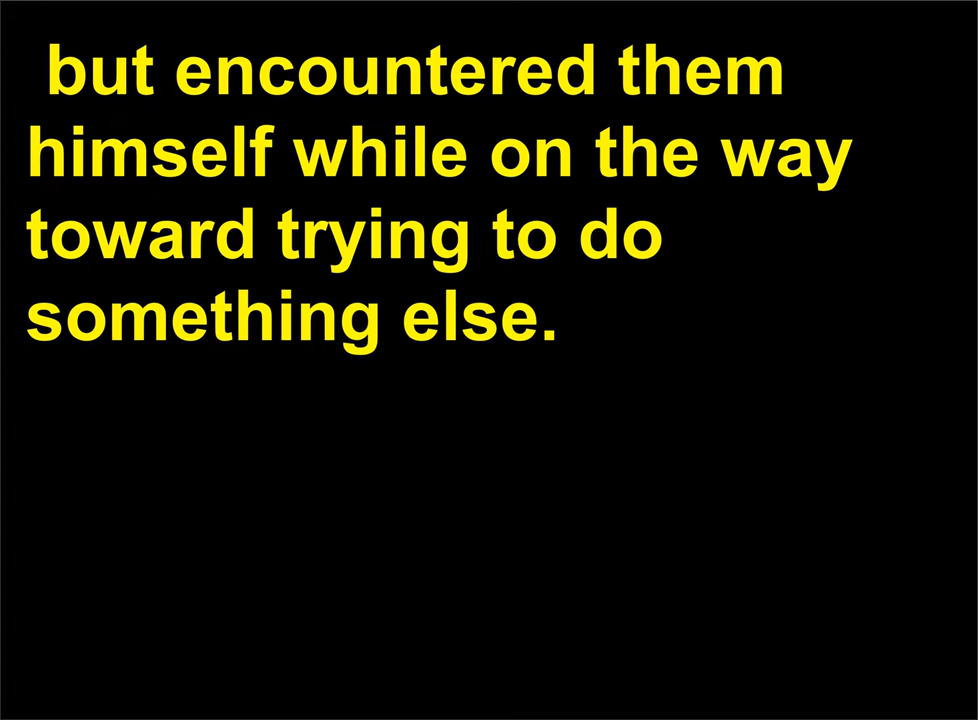 but encountered them
himself while on the way
toward trying to do
something else.